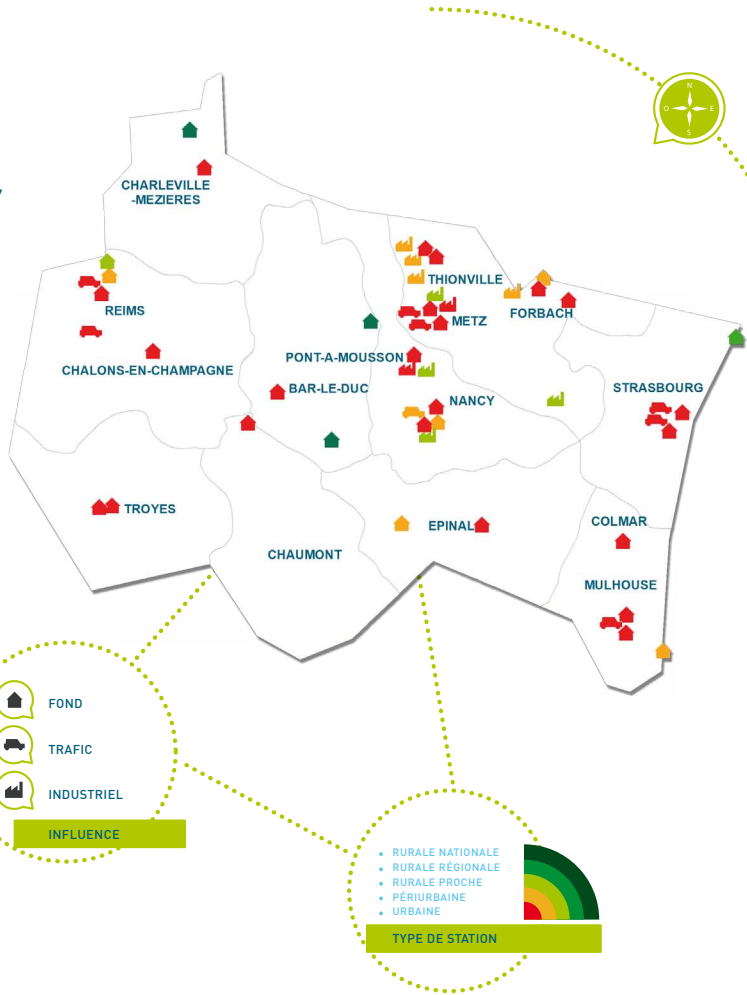 N
O E
S
CHARLEVILLE
-MEZIERES
THIONVILLE
REIMS
FORBACH
METZ
PONT-A-MOUSSON
CHALONS-EN-CHAMPAGNE
BAR-LE-DUC
STRASBOURG
NANCY
TROYES
COLMAR
EPINAL
CHAUMONT
MULHOUSE
FOND
TRAFIC
INDUSTRIEL
INFLUENCE
• RURALE NATIONALE
• RURALE RÉGIONALE
• RURALE PROCHE
• PÉRIURBAINE
• URBAINE
TYPE DE STATION